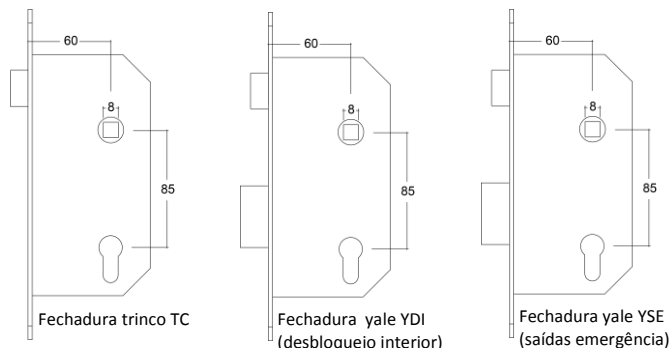 60
8
85
Fechadura trinco TC
60
8
85
Fechadura yale YDI
(desbloqueio interior)
60
8
85
Fechadura yale YSE
(saídas emergência)